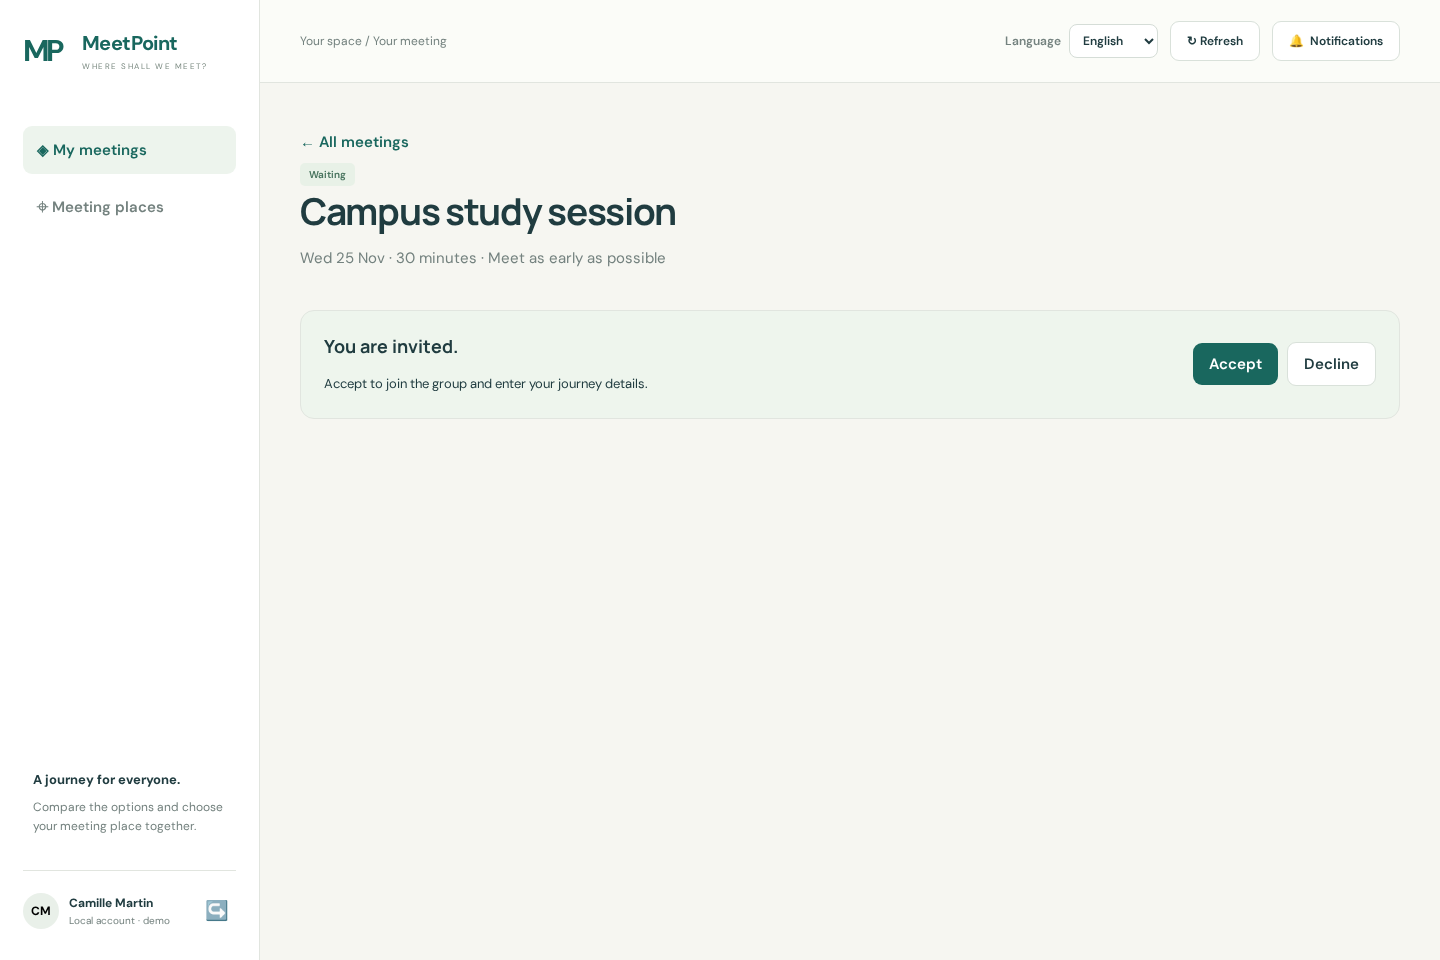 MP
MeetPoint
WHERE SHALL WE MEET?
◈ My meetings
⌖ Meeting places
A journey for everyone.
Compare the options and choose
your meeting place together.
CM
Camille Martin
Local account · demo
Your space / Your meeting
Language
English
↻ Refresh
🔔 Notifications
← All meetings
Waiting
Campus study session
Wed 25 Nov · 30 minutes · Meet as early as possible
You are invited.
Accept to join the group and enter your journey details.
Accept
Decline